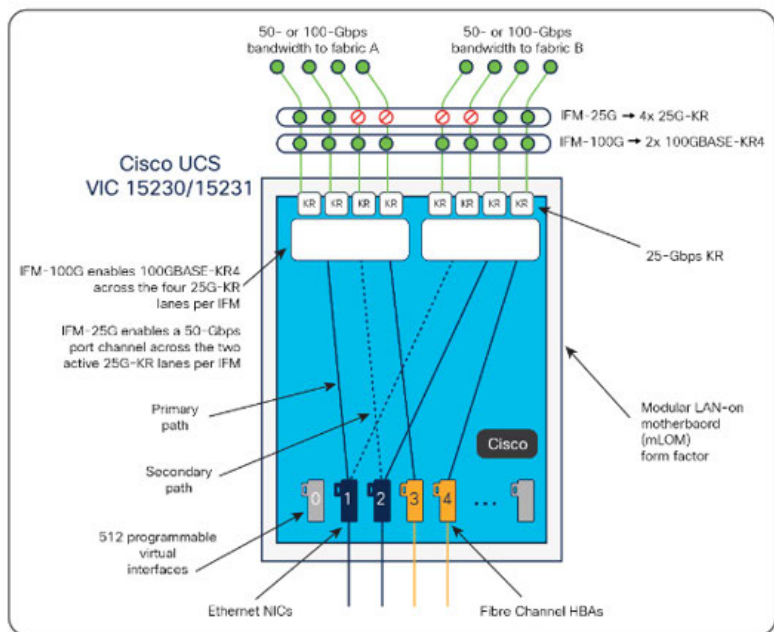 50- or 100-Gbps
bandwidth to fabric A
50- or 100-Gbps
bandwidth to fabric B
IFM-25G → 4x 25G-KR
IFM-100G → 2x 100GBASE-KR4
Cisco UCS
VIC 15230/15231
KR KR KR KR KR KR KR KR
25-Gbps KR
IFM-100G enables 100GBASE-KR4
across the four 25G-KR
lanes per IFM
IFM-25G enables a 50-Gbps
port channel across the two
active 25G-KR lanes per IFM
Primary
path
Secondary
path
Modular LAN-on
motherbaord
(mLOM)
form factor
Cisco
0 1 2 3 4 ...
512 programmable
virtual
interfaces
Ethernet NICs
Fibre Channel HBAs